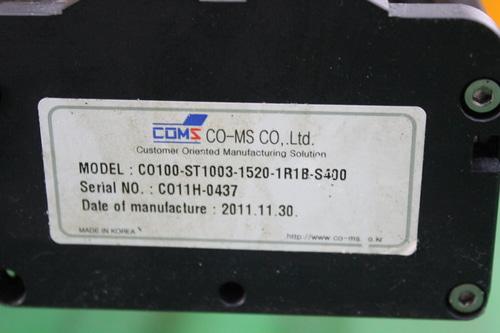 COMS CO-MS CO,.Ltd.
Customer Oriented Manufacturing Solution
MODEL : CO100-ST1003-1520-1R1B-S400
Serial NO. : CO11H-0437
Date of manufacture : 2011.11.30.
MADE IN KOREA
http://www.co-ms. o.kr